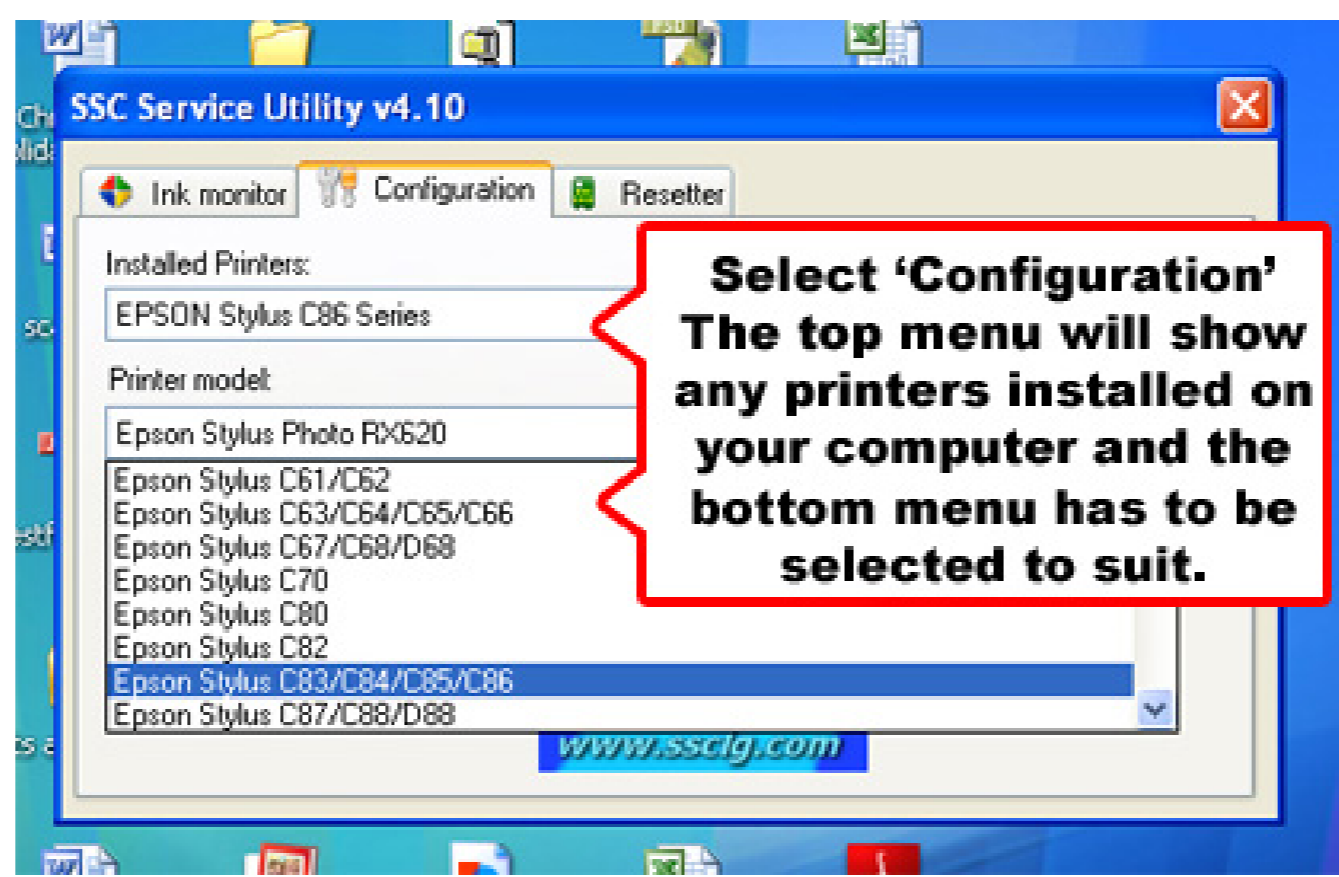 SSC Service Utility v4.10
Ink monitor
Configuration
Resetter
Installed Printers:
EPSON Stylus C86 Series
Printer model:
Epson Stylus Photo RX620
Epson Stylus C61/C62
Epson Stylus C63/C64/C65/C66
Epson Stylus C67/C68/D68
Epson Stylus C70
Epson Stylus C80
Epson Stylus C82
Epson Stylus C83/C84/C85/C86
Epson Stylus C87/C88/D88
Select ‘Configuration’
The top menu will show
any printers installed on
your computer and the
bottom menu has to be
selected to suit.
www.ssclg.com